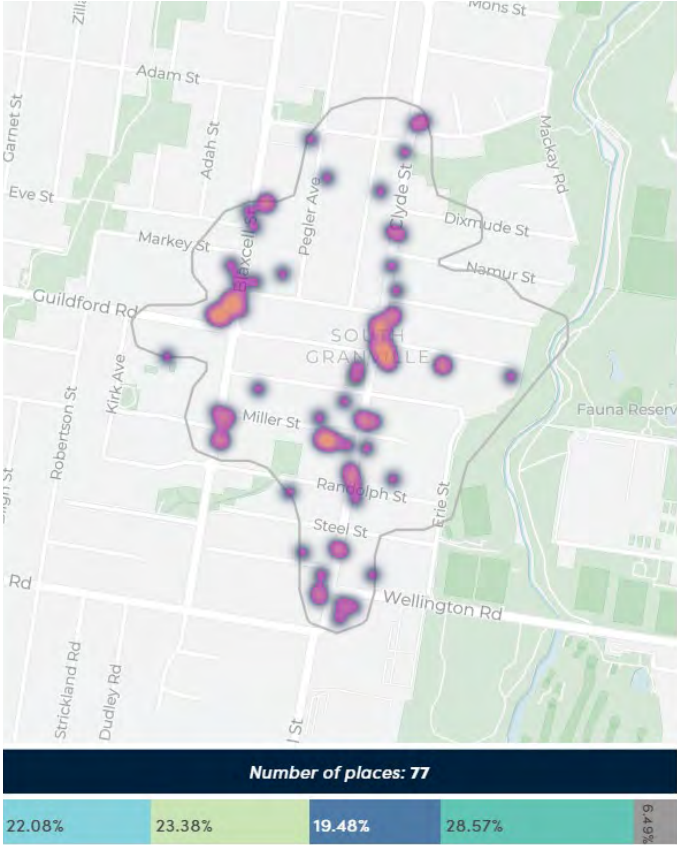 Mons St
Adam St
Garnet St
Adah St
Mackay Rd
Eve St
Pegler Ave
Clyde St
Blaxcell St
Dixmude St
Markey St
Namur St
Guildford Rd
SOUTH
GRANVILLE
Kirk Ave
Robertson St
Miller St
Fauna Reserv
Randolph St
Erie St
Steel St
Rd
Wellington Rd
Strickland Rd
Dudley Rd
l St
Number of places: 77
22.08%
23.38%
19.48%
28.57%
6.49%